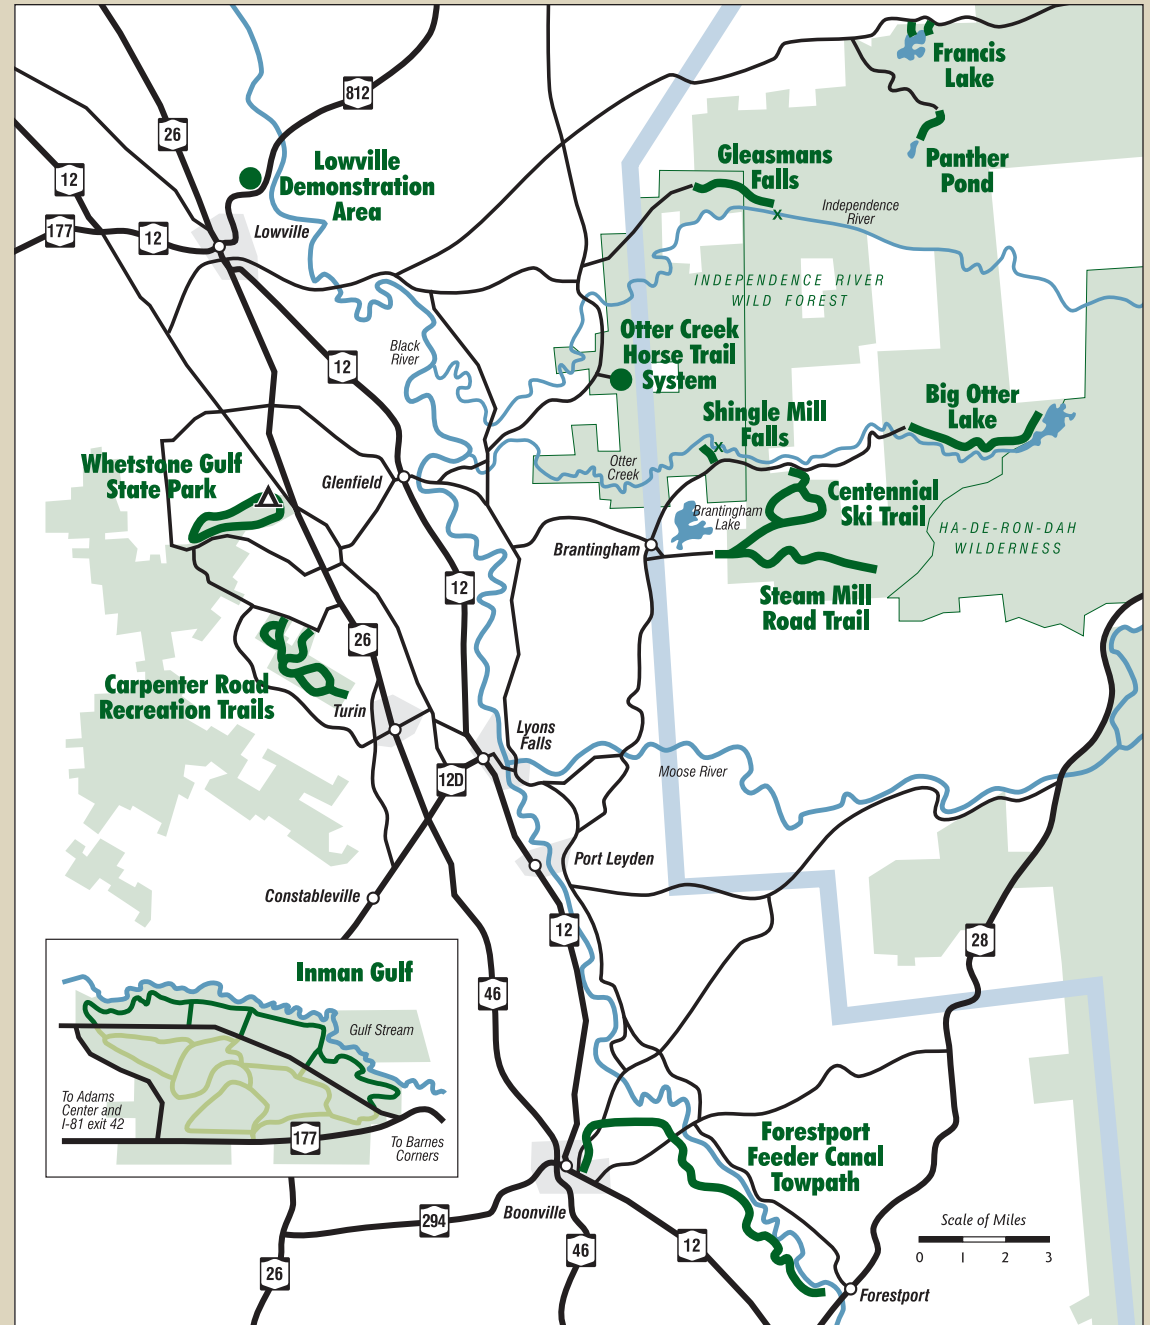 Francis
Lake
812
26
Lowville
Demonstration
Area
Gleasmans
Falls
Panther
Pond
12
Independence
River
177
12
Lowville
INDEPENDENCE RIVER
WILD FOREST
Otter Creek
Horse Trail
System
Black
River
12
Big Otter
Lake
Shingle Mill
Falls
Whetstone Gulf
State Park
Glenfield
Otter
Creek
Centennial
Ski Trail
Brantingham
Lake
HA-DE-RON-DAH
WILDERNESS
Brantingham
12
Steam Mill
Road Trail
26
Carpenter Road
Recreation Trails
Turin
Lyons
Falls
12D
Moose River
Port Leyden
Constableville
12
28
Inman Gulf
46
Gulf Stream
To Adams
Center and
I-81 exit 42
177
To Barnes
Corners
Forestport
Feeder Canal
Towpath
Boonville
294
46
12
26
Scale of Miles
0 1 2 3
Forestport